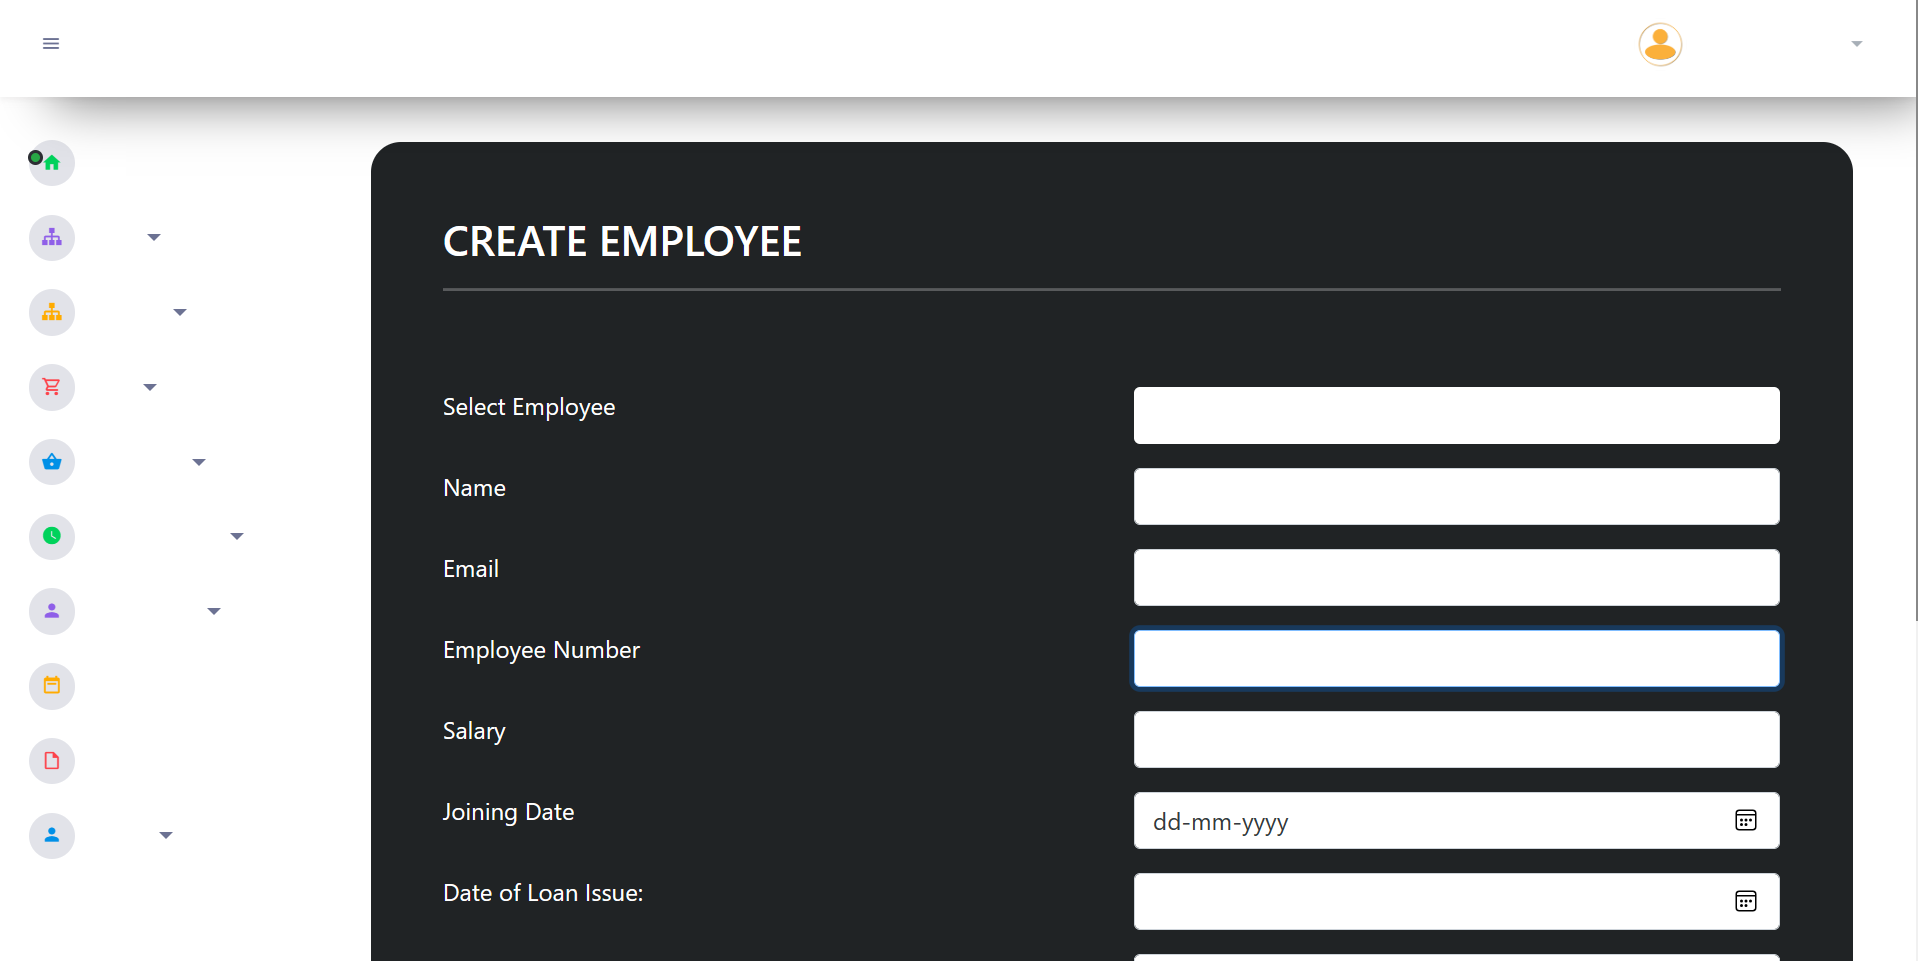 CREATE EMPLOYEE
Select Employee
Name
Email
Employee Number
Salary
Joining Date
dd-mm-yyyy
Date of Loan Issue: